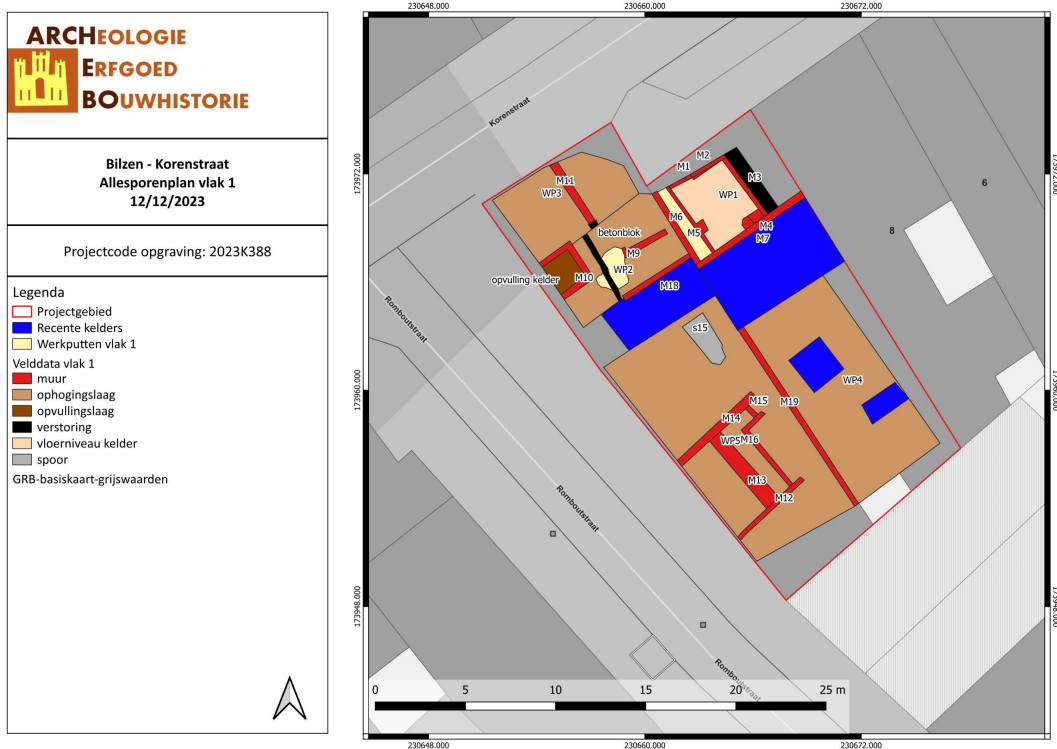 ARCHEOLOGIE
ERFGOED
BOUWHISTORIE
Bilzen - Korenstraat
Allesporenplan vlak 1
12/12/2023
Projectcode opgraving: 2023K388
Legenda
Projectgebied
Recente kelders
Werkputten vlak 1
Velddata vlak 1
muur
ophogingslaag
opvullingslaag
verstoring
vloerniveau kelder
spoor
GRB-basiskaart-grijswaarden
230648.000
230660.000
230672.000
173972.000
173960.000
173948.000
Korenstraat
M2
M1
M3
M11
WP3
WP1
6
M6
M4
M5
M7
8
betonblok
M9
WP2
opvulling kelder
M10
M18
Romboutstraat
s15
WP4
M15
M19
M14
WP5
M16
M13
M12
Romboutstraat
Romboutstraat
0
5
10
15
20
25 m
230648.000
230660.000
230672.000